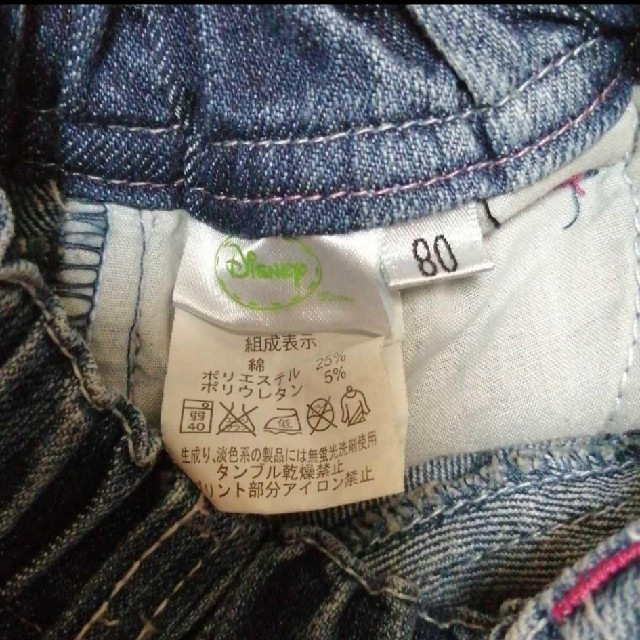 Disney
80
組成表示
綿
ポリエステル 25%
ポリウレタン 5%
弱
40
生成り、淡色系の製品には無蛍光洗剤使用
タンブル乾燥禁止
リント部分アイロン禁止